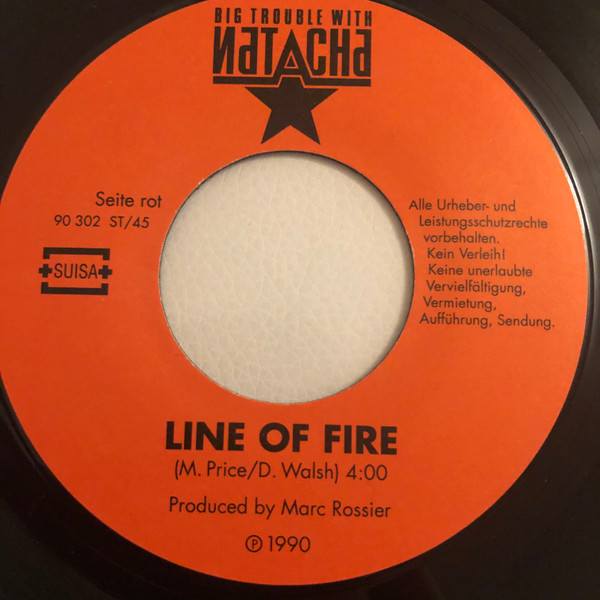 BIG TROUBLE WITH
NATACHA
Seite rot
90 302 ST/45
+SUISA+
Alle Urheber- und
Leistungsschutzrechte
vorbehalten.
Kein Verleih!
Keine unerlaubte
Vervielfältigung,
Vermietung,
Aufführung, Sendung.
LINE OF FIRE
(M. Price/D. Walsh) 4:00
Produced by Marc Rossier
℗ 1990